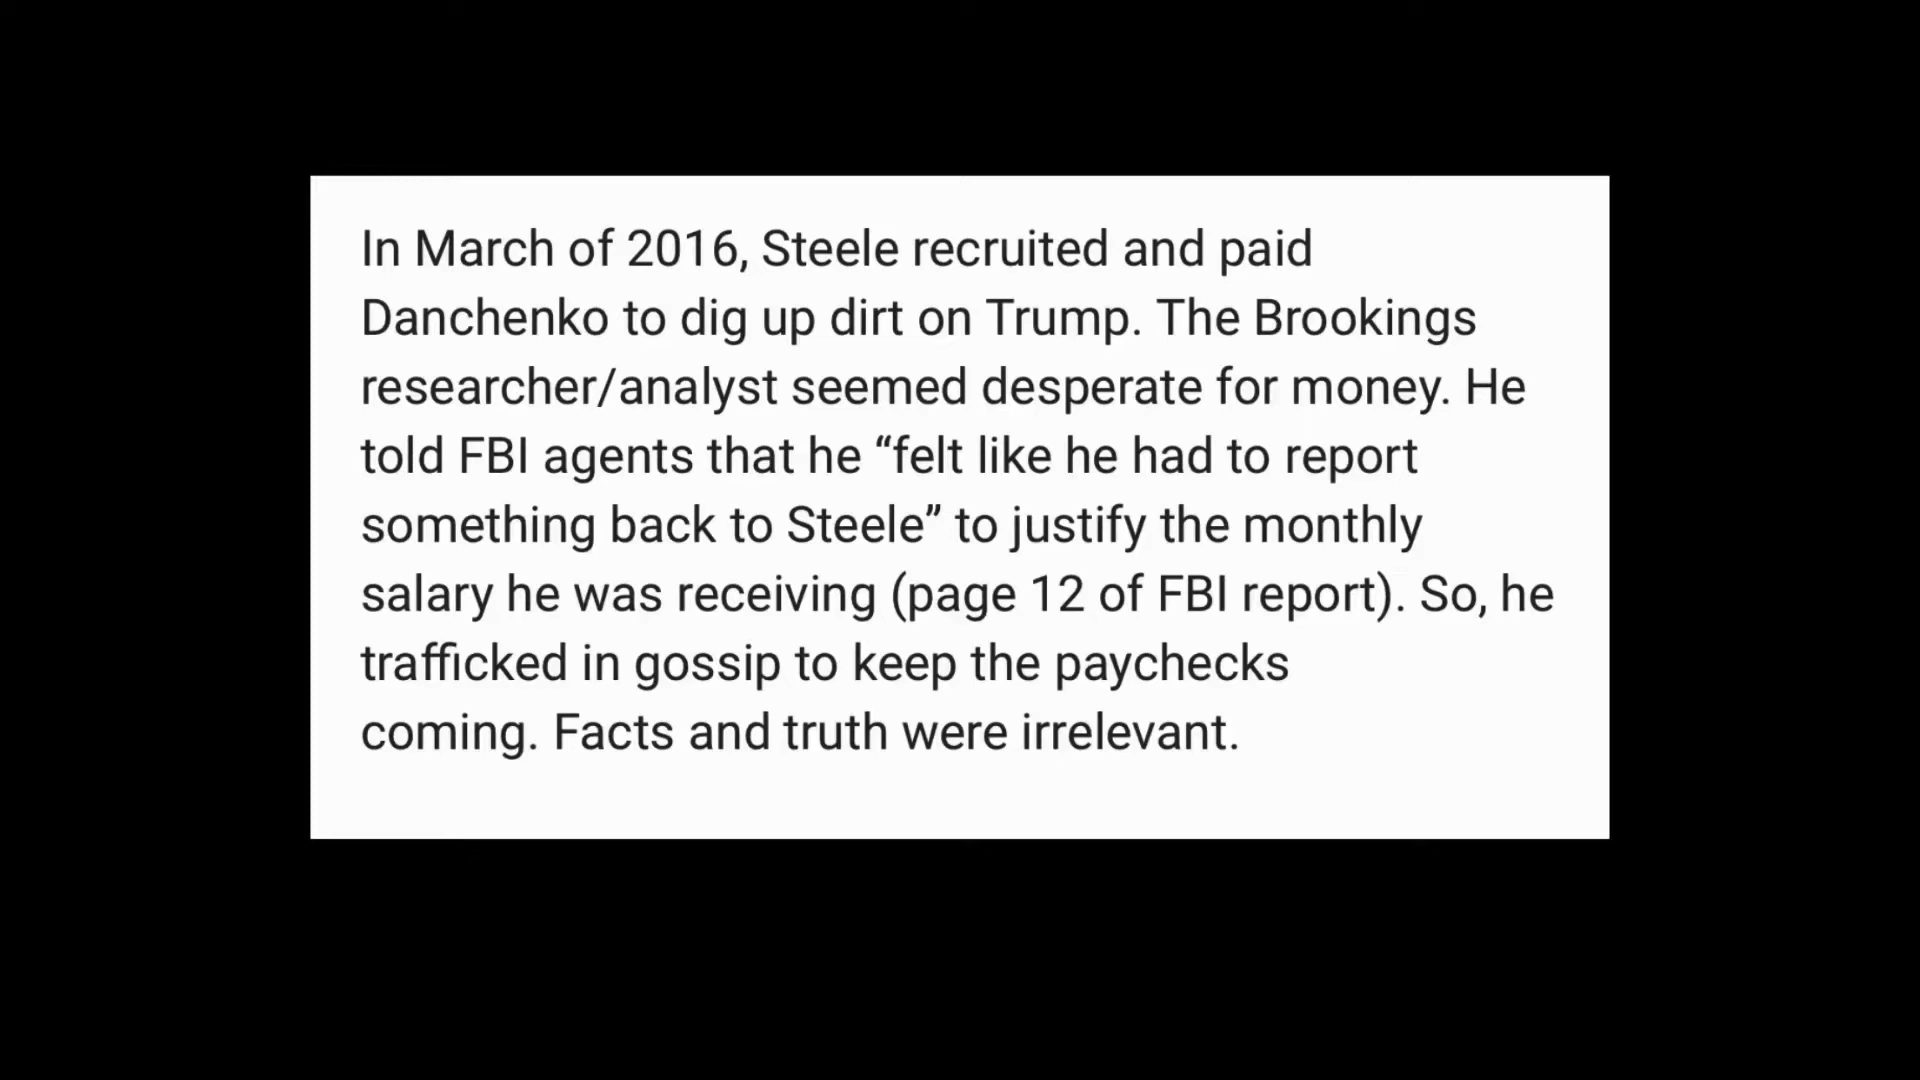 In March of 2016, Steele recruited and paid
Danchenko to dig up dirt on Trump. The Brookings
researcher/analyst seemed desperate for money. He
told FBI agents that he “felt like he had to report
something back to Steele” to justify the monthly
salary he was receiving (page 12 of FBI report). So, he
trafficked in gossip to keep the paychecks
coming. Facts and truth were irrelevant.